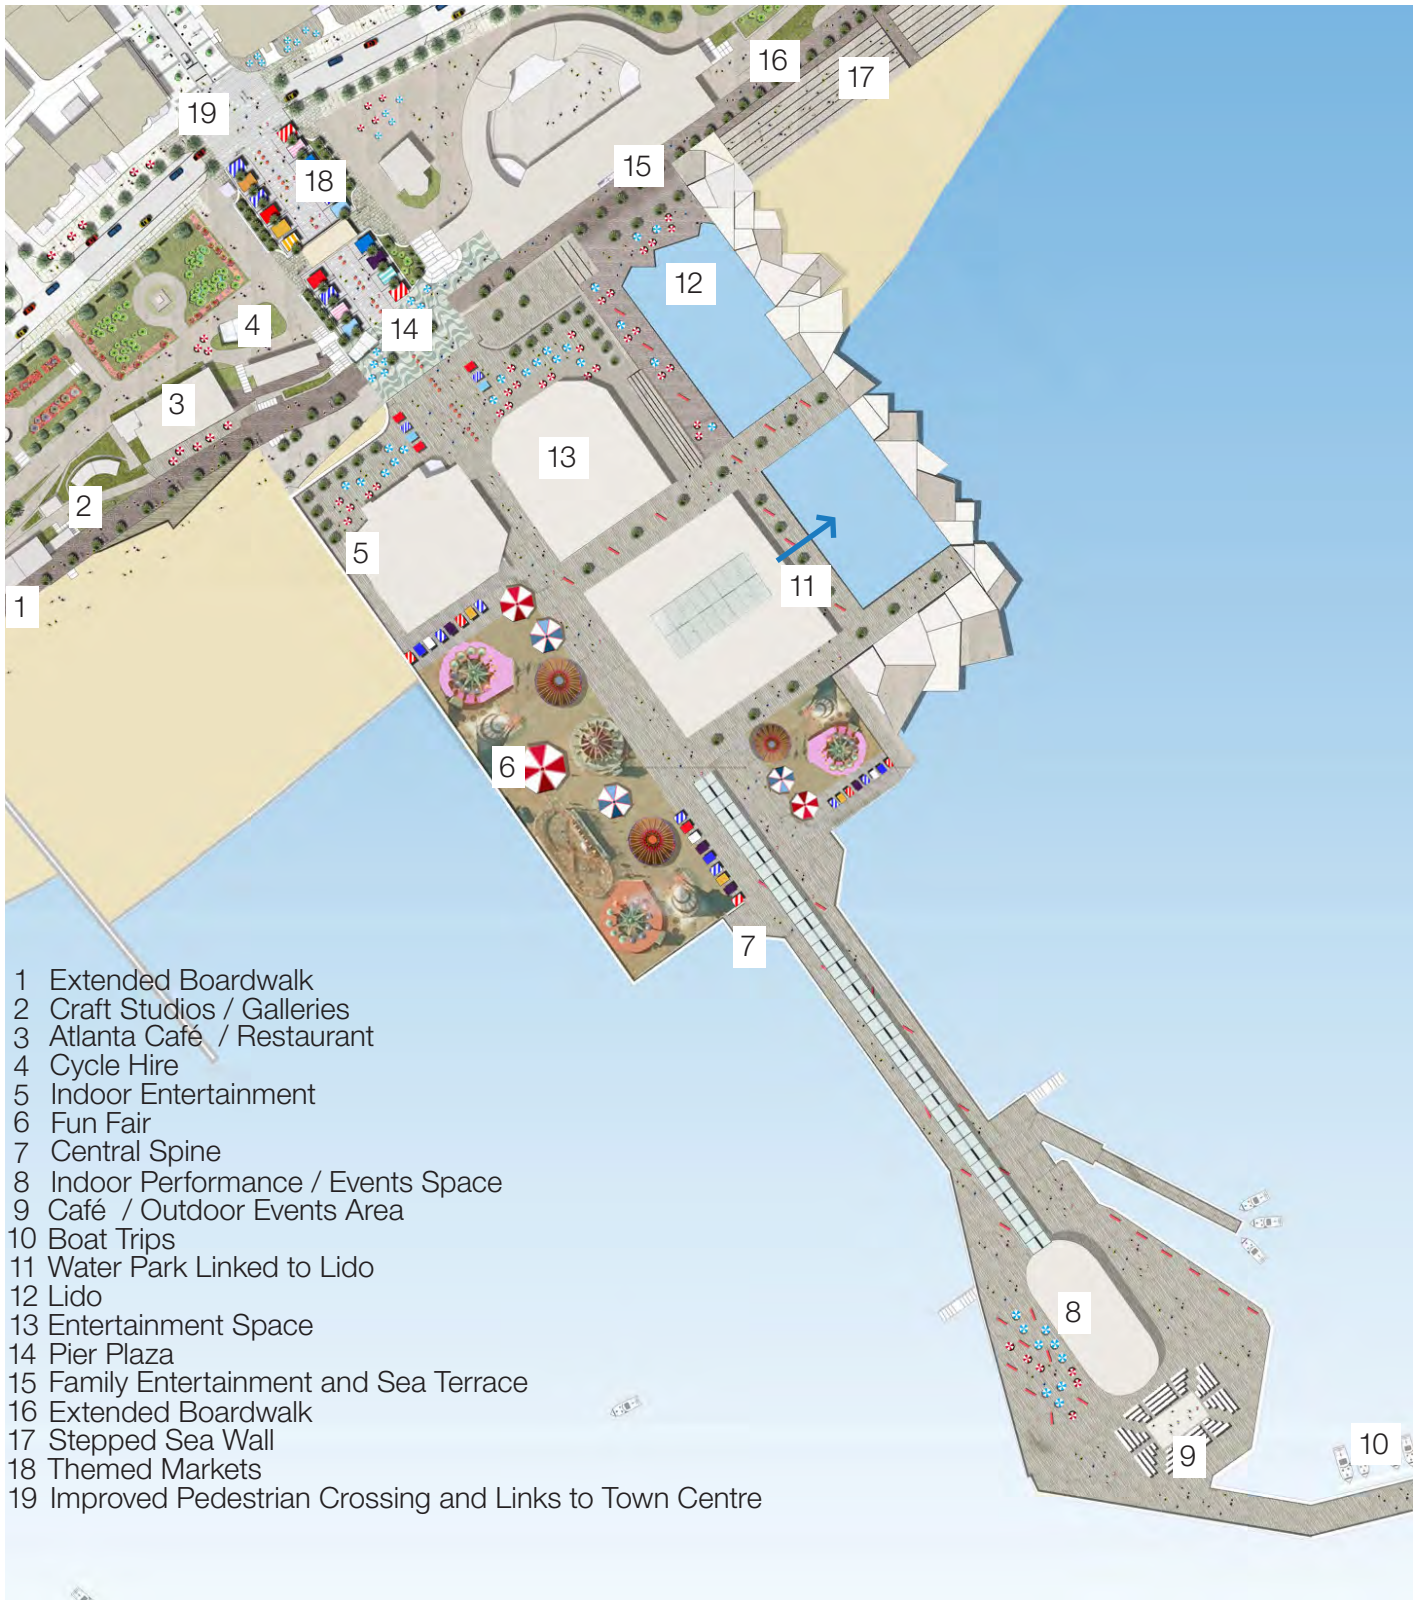 16
17
19
15
18
12
4
14
3
13
2
5
11
1
6
7
8
9
10
1 Extended Boardwalk
2 Craft Studios / Galleries
3 Atlanta Café / Restaurant
4 Cycle Hire
5 Indoor Entertainment
6 Fun Fair
7 Central Spine
8 Indoor Performance / Events Space
9 Café / Outdoor Events Area
10 Boat Trips
11 Water Park Linked to Lido
12 Lido
13 Entertainment Space
14 Pier Plaza
15 Family Entertainment and Sea Terrace
16 Extended Boardwalk
17 Stepped Sea Wall
18 Themed Markets
19 Improved Pedestrian Crossing and Links to Town Centre